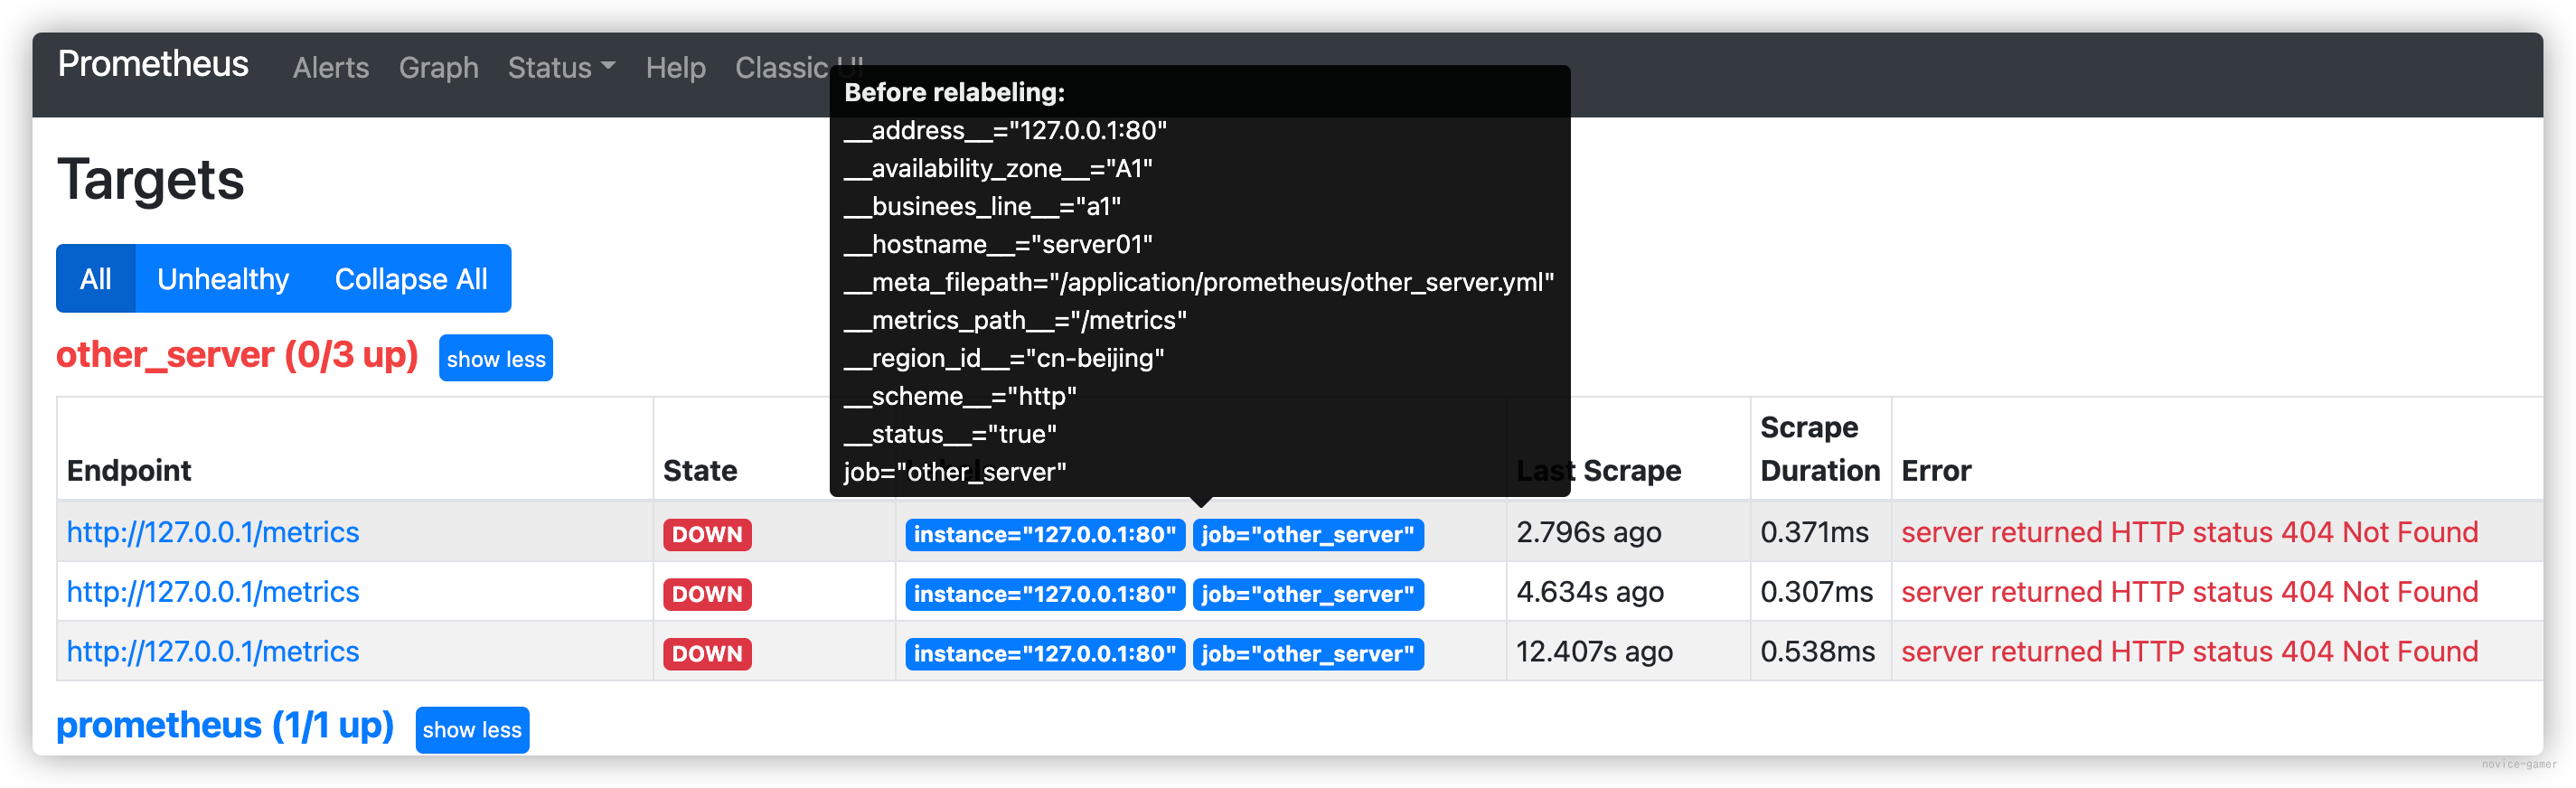 Prometheus Alerts Graph Status Help Classic UI
Before relabeling:
__address__="127.0.0.1:80"
__availability_zone__="A1"
__businees_line__="a1"
__hostname__="server01"
__meta_filepath="/application/prometheus/other_server.yml"
__metrics_path__="/metrics"
__region_id__="cn-beijing"
__scheme__="http"
__status__="true"
job="other_server"
Targets
All Unhealthy Collapse All
other_server (0/3 up) show less
Endpoint State Last Scrape Scrape Duration Error
http://127.0.0.1/metrics DOWN instance="127.0.0.1:80" job="other_server" 2.796s ago 0.371ms server returned HTTP status 404 Not Found
http://127.0.0.1/metrics DOWN instance="127.0.0.1:80" job="other_server" 4.634s ago 0.307ms server returned HTTP status 404 Not Found
http://127.0.0.1/metrics DOWN instance="127.0.0.1:80" job="other_server" 12.407s ago 0.538ms server returned HTTP status 404 Not Found
prometheus (1/1 up) show less
novice-gamer